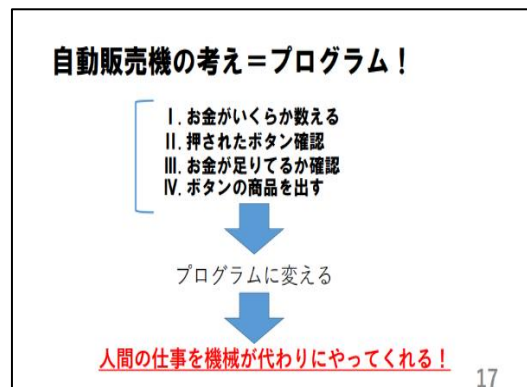 自動販売機の考え＝プログラム！
Ⅰ. お金がいくらか数える
Ⅱ. 押されたボタン確認
Ⅲ. お金が足りてるか確認
Ⅳ. ボタンの商品を出す
プログラムに変える
人間の仕事を機械が代わりにやってくれる！
17